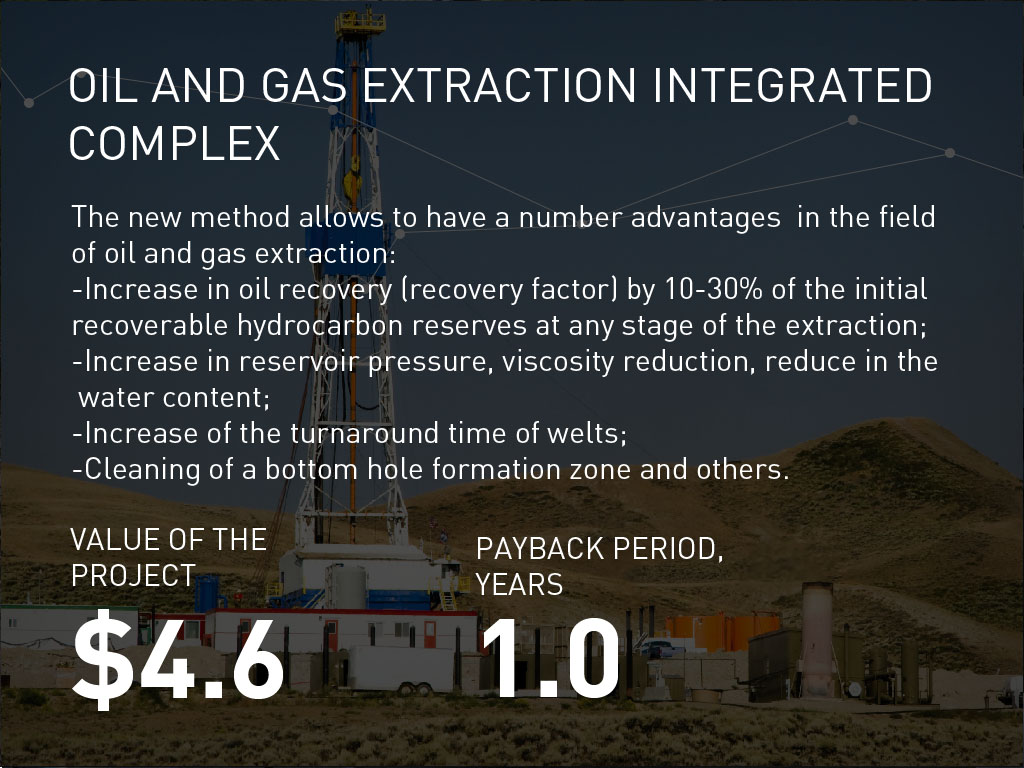 OIL AND GAS EXTRACTION INTEGRATED
COMPLEX
The new method allows to have a number advantages  in the field
of oil and gas extraction:
-Increase in oil recovery (recovery factor) by 10-30% of the initial
recoverable hydrocarbon reserves at any stage of the extraction;
-Increase in reservoir pressure, viscosity reduction, reduce in the
water content;
-Increase of the turnaround time of welts;
-Cleaning of a bottom hole formation zone and others.
VALUE OF THE
PROJECT
$4.6
PAYBACK PERIOD,
YEARS
1.0